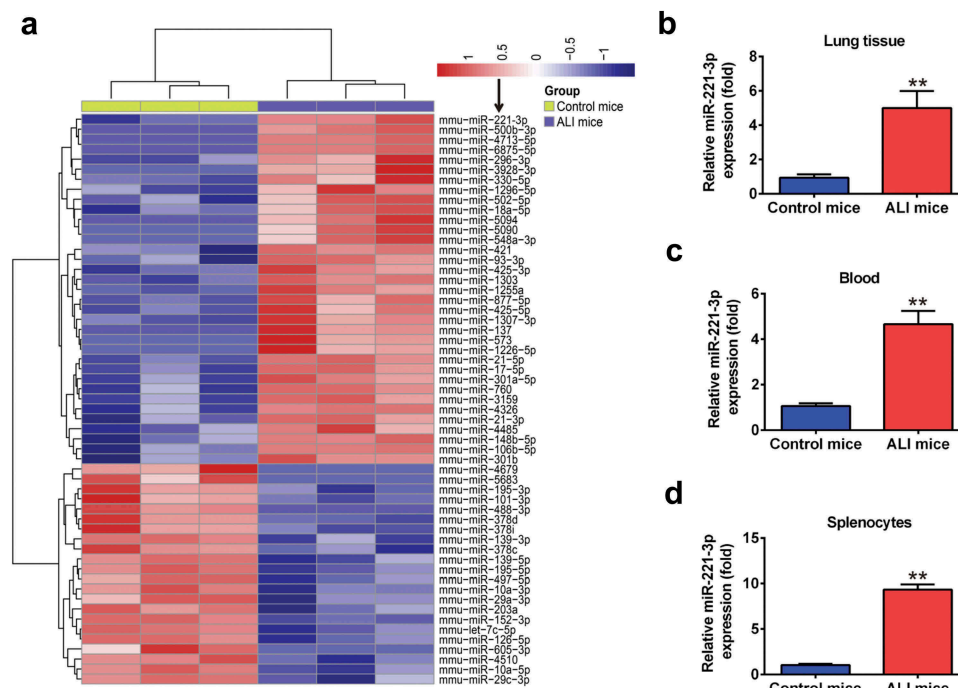 a
1
0.5
0
−0.5
−1
Group
Control mice
ALI mice
mmu-miR-221-3p
mmu-miR-500b-3p
mmu-miR-4713-5p
mmu-miR-6875-5p
mmu-miR-296-3p
mmu-miR-3928-3p
mmu-miR-330-5p
mmu-miR-1296-5p
mmu-miR-502-5p
mmu-miR-18a-5p
mmu-miR-5094
mmu-miR-5090
mmu-miR-548a-3p
mmu-miR-421
mmu-miR-93-3p
mmu-miR-425-3p
mmu-miR-1303
mmu-miR-1255a
mmu-miR-877-5p
mmu-miR-425-5p
mmu-miR-1307-3p
mmu-miR-137
mmu-miR-573
mmu-miR-1226-5p
mmu-miR-21-5p
mmu-miR-17-5p
mmu-miR-301a-5p
mmu-miR-760
mmu-miR-3159
mmu-miR-4326
mmu-miR-21-3p
mmu-miR-4485
mmu-miR-148b-5p
mmu-miR-106b-5p
mmu-miR-301b
mmu-miR-4679
mmu-miR-5683
mmu-miR-195-3p
mmu-miR-101-3p
mmu-miR-488-3p
mmu-miR-378d
mmu-miR-378i
mmu-miR-139-3p
mmu-miR-378c
mmu-miR-139-5p
mmu-miR-195-5p
mmu-miR-497-5p
mmu-miR-10a-3p
mmu-miR-29a-3p
mmu-miR-203a
mmu-miR-152-3p
mmu-let-7c-5p
mmu-miR-126-5p
mmu-miR-605-3p
mmu-miR-4510
mmu-miR-10a-5p
mmu-miR-29c-3p
b
Lung tissue
Relative miR-221-3p
expression (fold)
8
6
4
2
0
**
Control mice
ALI mice
c
Blood
Relative miR-221-3p
expression (fold)
6
4
2
0
**
Control mice
ALI mice
d
Splenocytes
Relative miR-221-3p
expression (fold)
15
10
5
0
**
Control mice
ALI mice